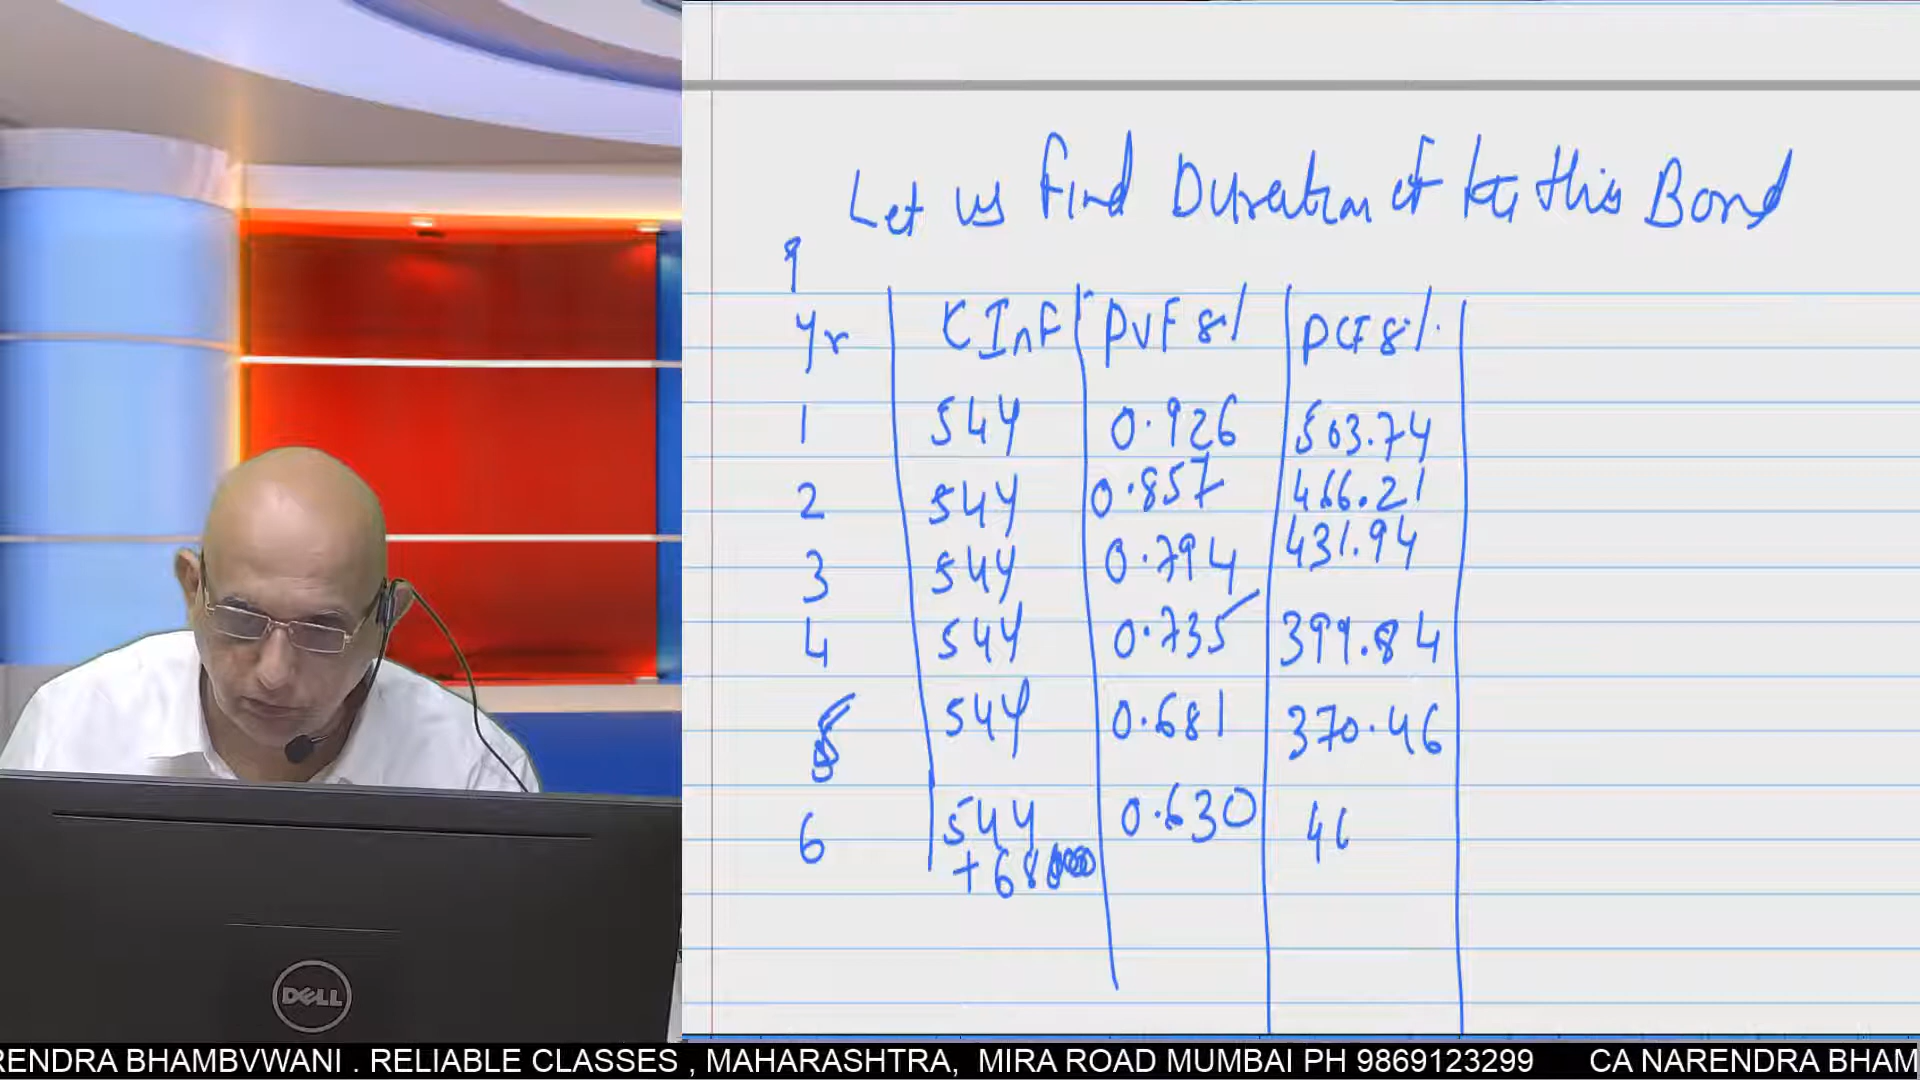 Let us find Duration of this Bond
Yr CInF PVF 8% DCF 8%
1 544 0.926 503.74
2 544 0.857 466.21
3 544 0.794 431.94
4 544 0.735 399.84
5 544 0.681 370.46
6 544 0.630 46
+6800
DELL
RENDRA BHAMBVWANI . RELIABLE CLASSES , MAHARASHTRA, MIRA ROAD MUMBAI PH 9869123299 CA NARENDRA BHAM